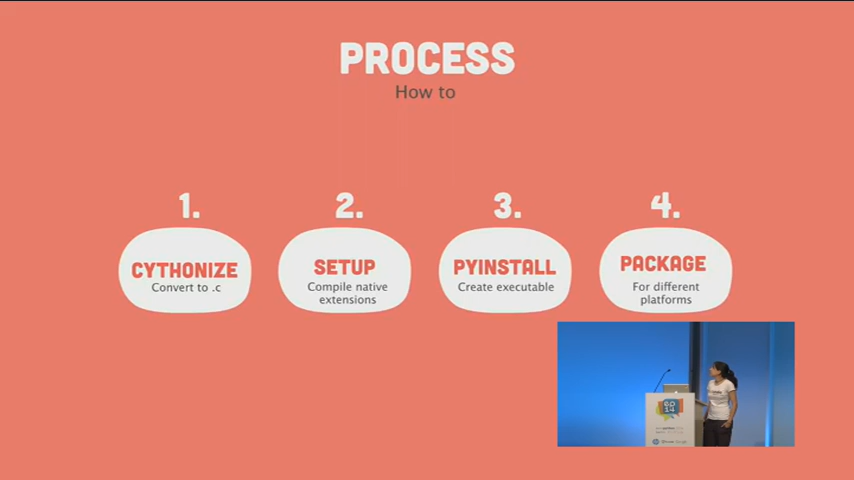 PROCESS
How to
1.
2.
3.
4.
CYTHONIZE
Convert to .c
SETUP
Compile native
extensions
PYINSTALL
Create executable
PACKAGE
For different
platforms